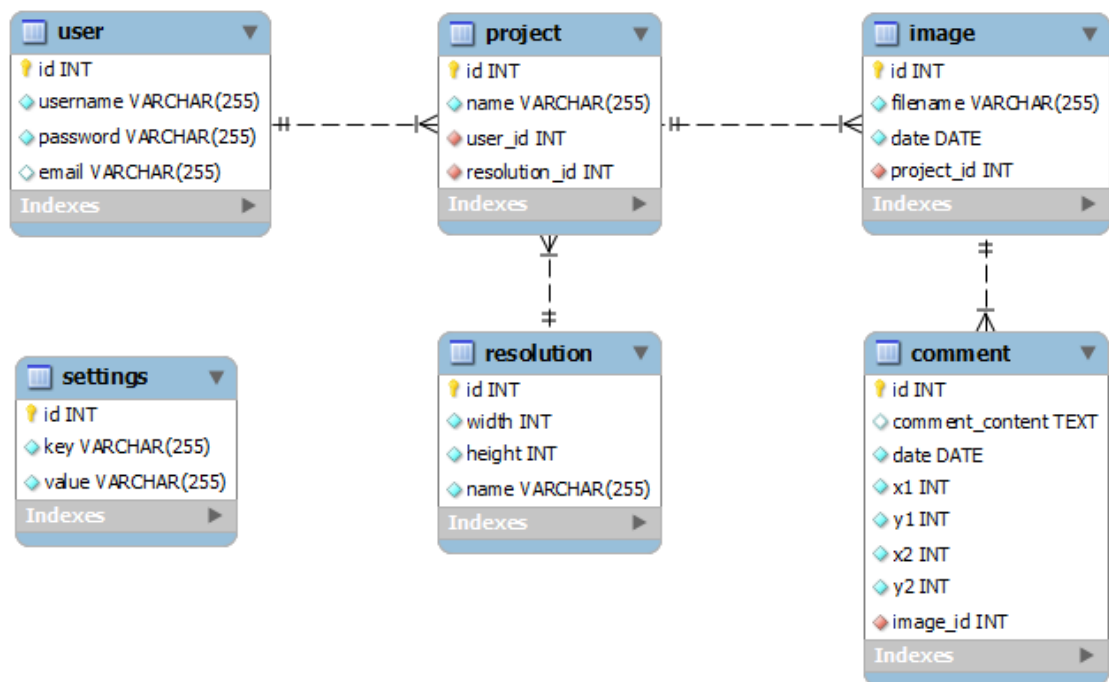 user
id INT
username VARCHAR(255)
password VARCHAR(255)
email VARCHAR(255)
Indexes
project
id INT
name VARCHAR(255)
user_id INT
resolution_id INT
Indexes
image
id INT
filename VARCHAR(255)
date DATE
project_id INT
Indexes
settings
id INT
key VARCHAR(255)
value VARCHAR(255)
Indexes
resolution
id INT
width INT
height INT
name VARCHAR(255)
Indexes
comment
id INT
comment_content TEXT
date DATE
x1 INT
y1 INT
x2 INT
y2 INT
image_id INT
Indexes